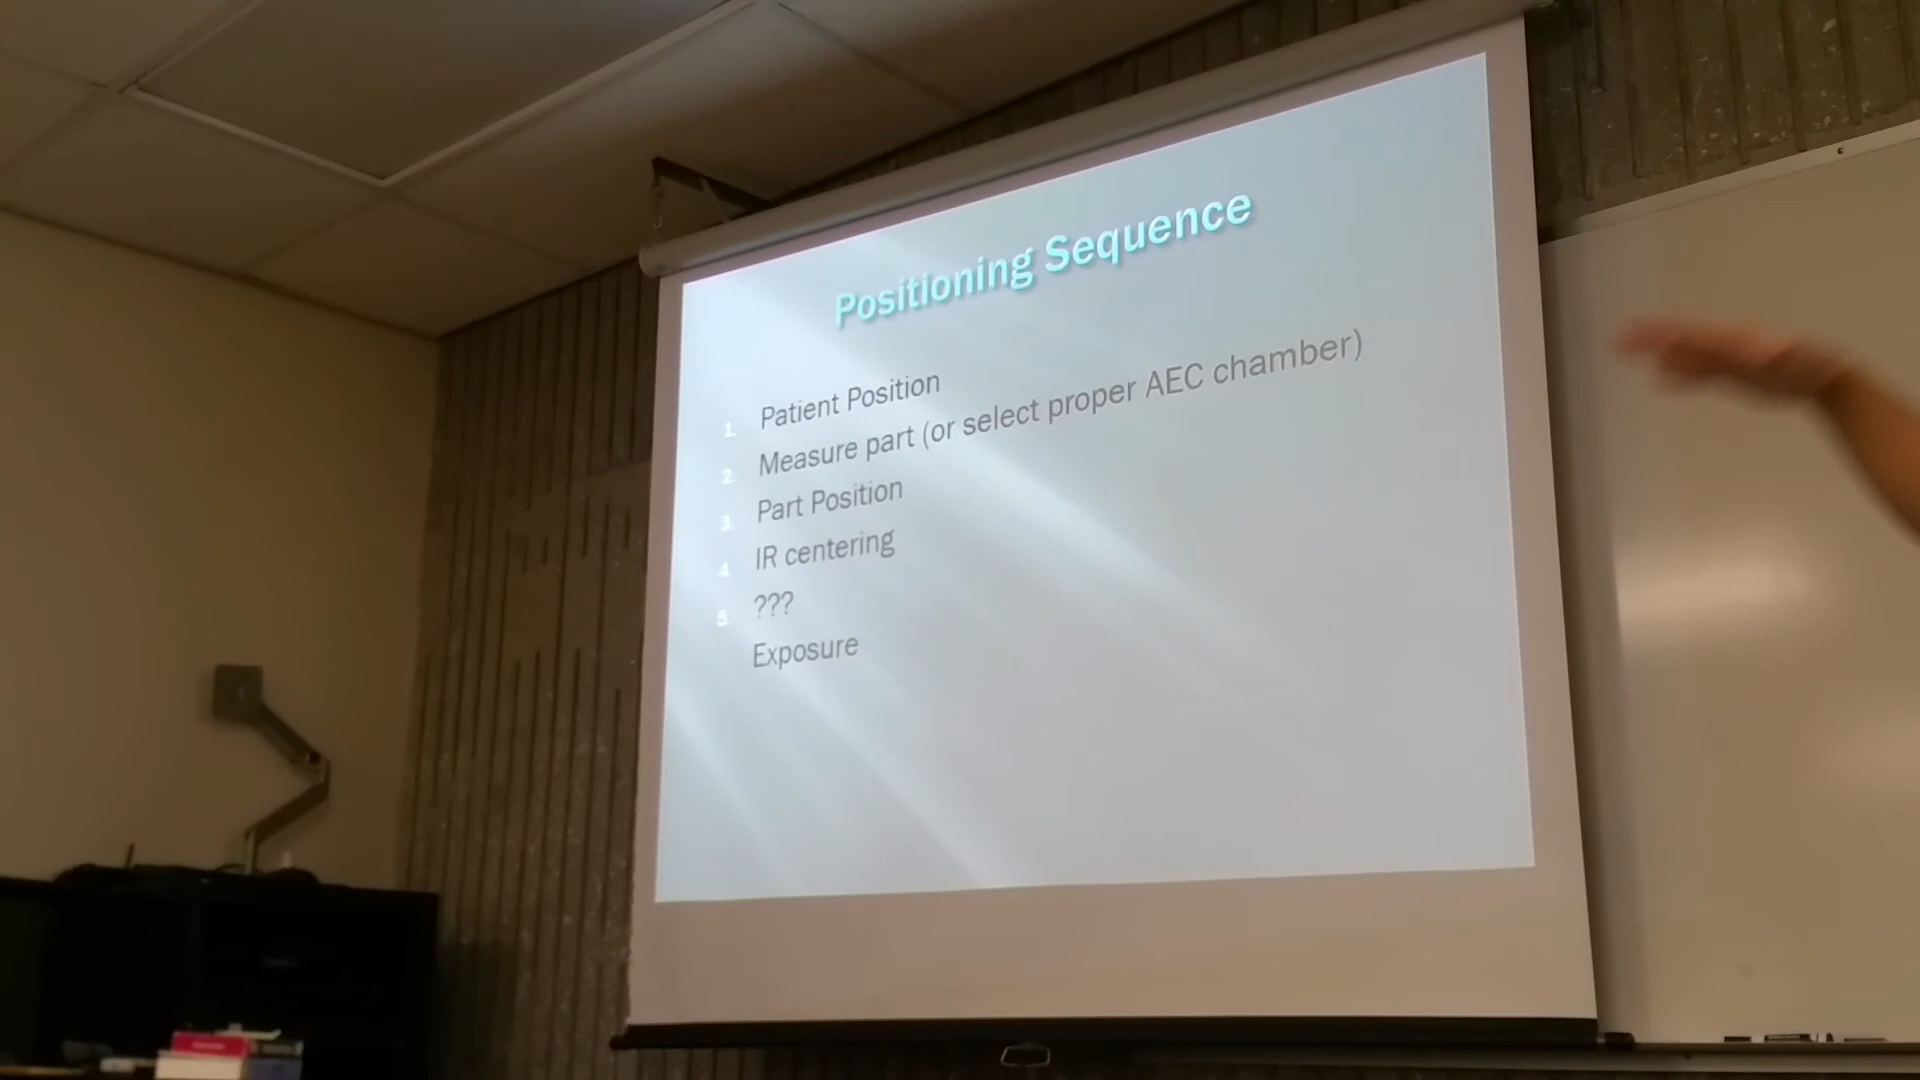 Positioning Sequence
1. Patient Position
2. Measure part (or select proper AEC chamber)
3. Part Position
4. IR centering
5. ???
Exposure